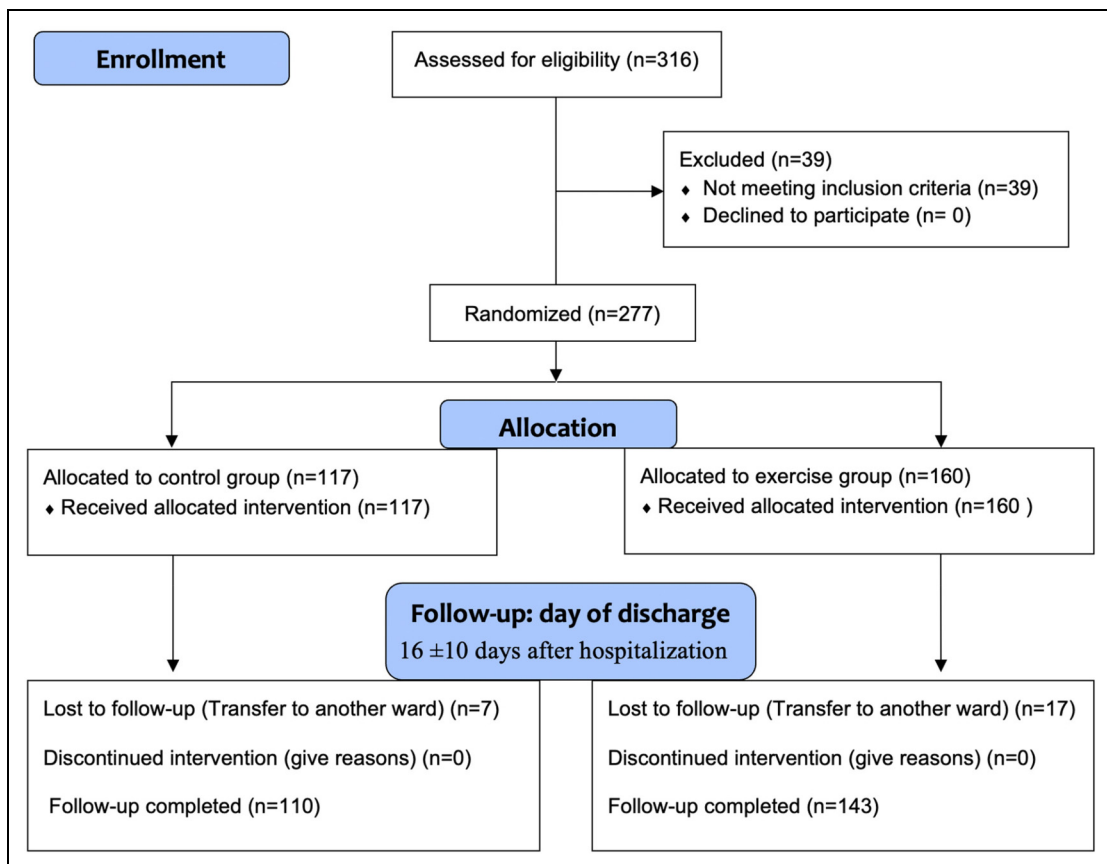 Enrollment
Assessed for eligibility (n=316)
Excluded (n=39)
♦ Not meeting inclusion criteria (n=39)
♦ Declined to participate (n= 0)
Randomized (n=277)
Allocation
Allocated to control group (n=117)
♦ Received allocated intervention (n=117)
Allocated to exercise group (n=160)
♦ Received allocated intervention (n=160 )
Follow-up: day of discharge
16 ±10 days after hospitalization
Lost to follow-up (Transfer to another ward) (n=7)
Discontinued intervention (give reasons) (n=0)
Follow-up completed (n=110)
Lost to follow-up (Transfer to another ward) (n=17)
Discontinued intervention (give reasons) (n=0)
Follow-up completed (n=143)